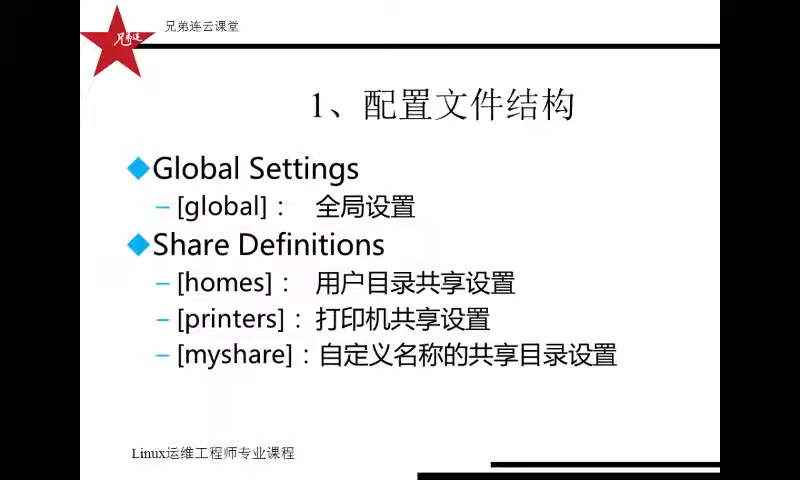 兄弟连
兄弟连云课堂
1、配置文件结构
Global Settings
– [global]： 全局设置
Share Definitions
– [homes]： 用户目录共享设置
– [printers]：打印机共享设置
– [myshare]：自定义名称的共享目录设置
Linux运维工程师专业课程